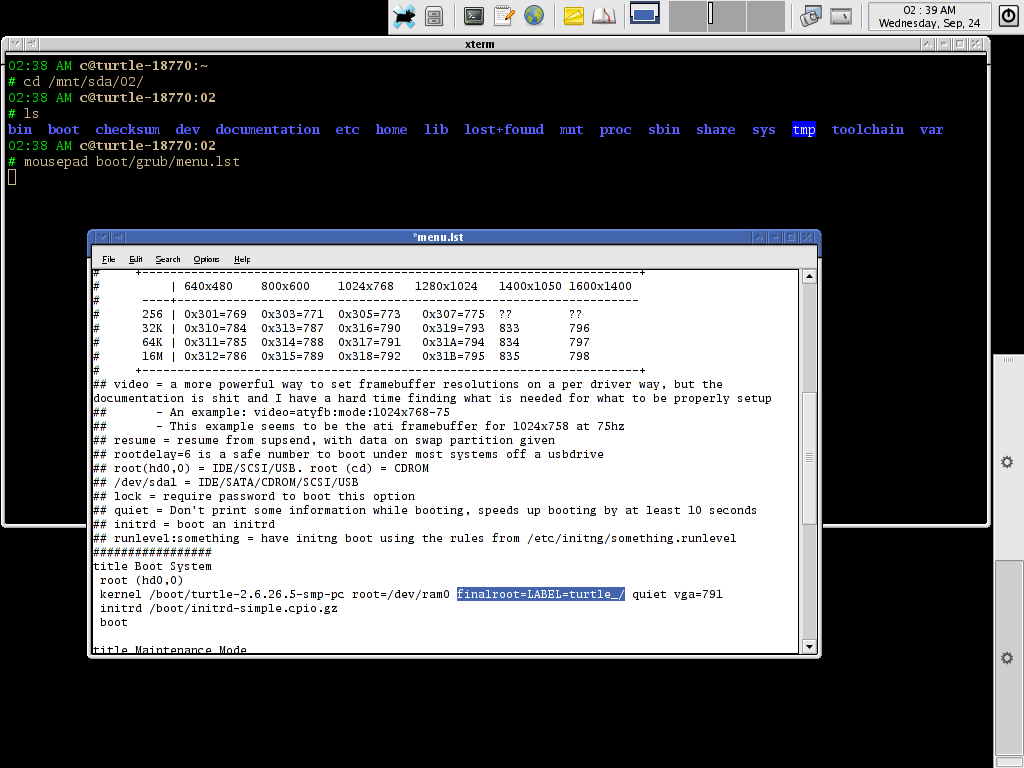 02 : 39 AM
Wednesday, Sep, 24
xterm
02:38 AM c@turtle-18770:~
# cd /mnt/sda/02/
02:38 AM c@turtle-18770:02
# ls
bin boot checksum dev documentation etc home lib lost+found mnt proc sbin share sys tmp toolchain var
02:38 AM c@turtle-18770:02
# mousepad boot/grub/menu.lst
*menu.lst
File Edit Search Options Help
# +----------------------------------------------------------------------+
# | 640x480 800x600 1024x768 1280x1024 1400x1050 1600x1400
# ----+------------------------------------------------------------------
# 256 | 0x301=769 0x303=771 0x305=773 0x307=775 ?? ??
# 32K | 0x310=784 0x313=787 0x316=790 0x319=793 833 796
# 64K | 0x311=785 0x314=788 0x317=791 0x31A=794 834 797
# 16M | 0x312=786 0x315=789 0x318=792 0x31B=795 835 798
# +----------------------------------------------------------------------+
## video = a more powerful way to set framebuffer resolutions on a per driver way, but the
documentation is shit and I have a hard time finding what is needed for what to be properly setup
## - An example: video=atyfb:mode:1024x768-75
## - This example seems to be the ati framebuffer for 1024x758 at 75hz
## resume = resume from supsend, with data on swap partition given
## rootdelay=6 is a safe number to boot under most systems off a usbdrive
## root(hd0,0) = IDE/SCSI/USB. root (cd) = CDROM
## /dev/sda1 = IDE/SATA/CDROM/SCSI/USB
## lock = require password to boot this option
## quiet = Don't print some information while booting, speeds up booting by at least 10 seconds
## initrd = boot an initrd
## runlevel:something = have initng boot using the rules from /etc/initng/something.runlevel
#################
title Boot System
root (hd0,0)
kernel /boot/turtle-2.6.26.5-smp-pc root=/dev/ram0 finalroot=LABEL=turtle_/ quiet vga=791
initrd /boot/initrd-simple.cpio.gz
boot
title Maintenance Mode